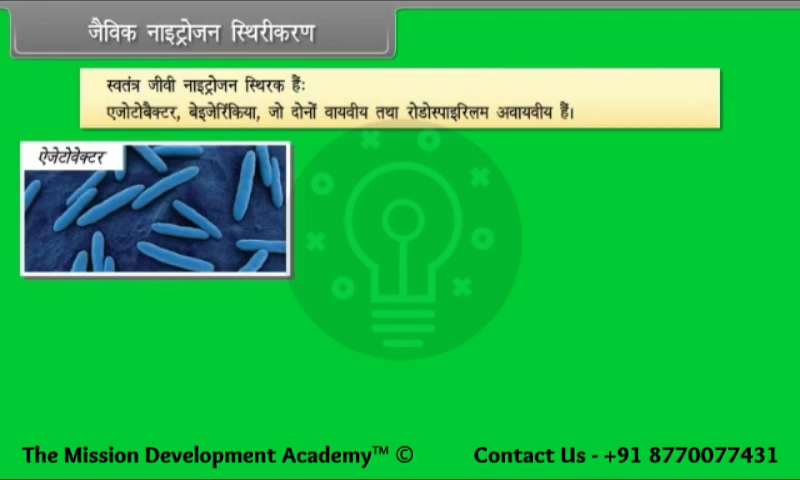 जैविक नाइट्रोजन स्थिरीकरण
स्वतंत्र जीवी नाइट्रोजन स्थिरक हैंः
एजोटोबैक्टर, बेइजेरिंकिया, जो दोनों वायवीय तथा रोडोस्पाइरिलम अवायवीय हैं।
ऐजेटोवेक्टर
The Mission Development Academy™ © Contact Us - +91 8770077431